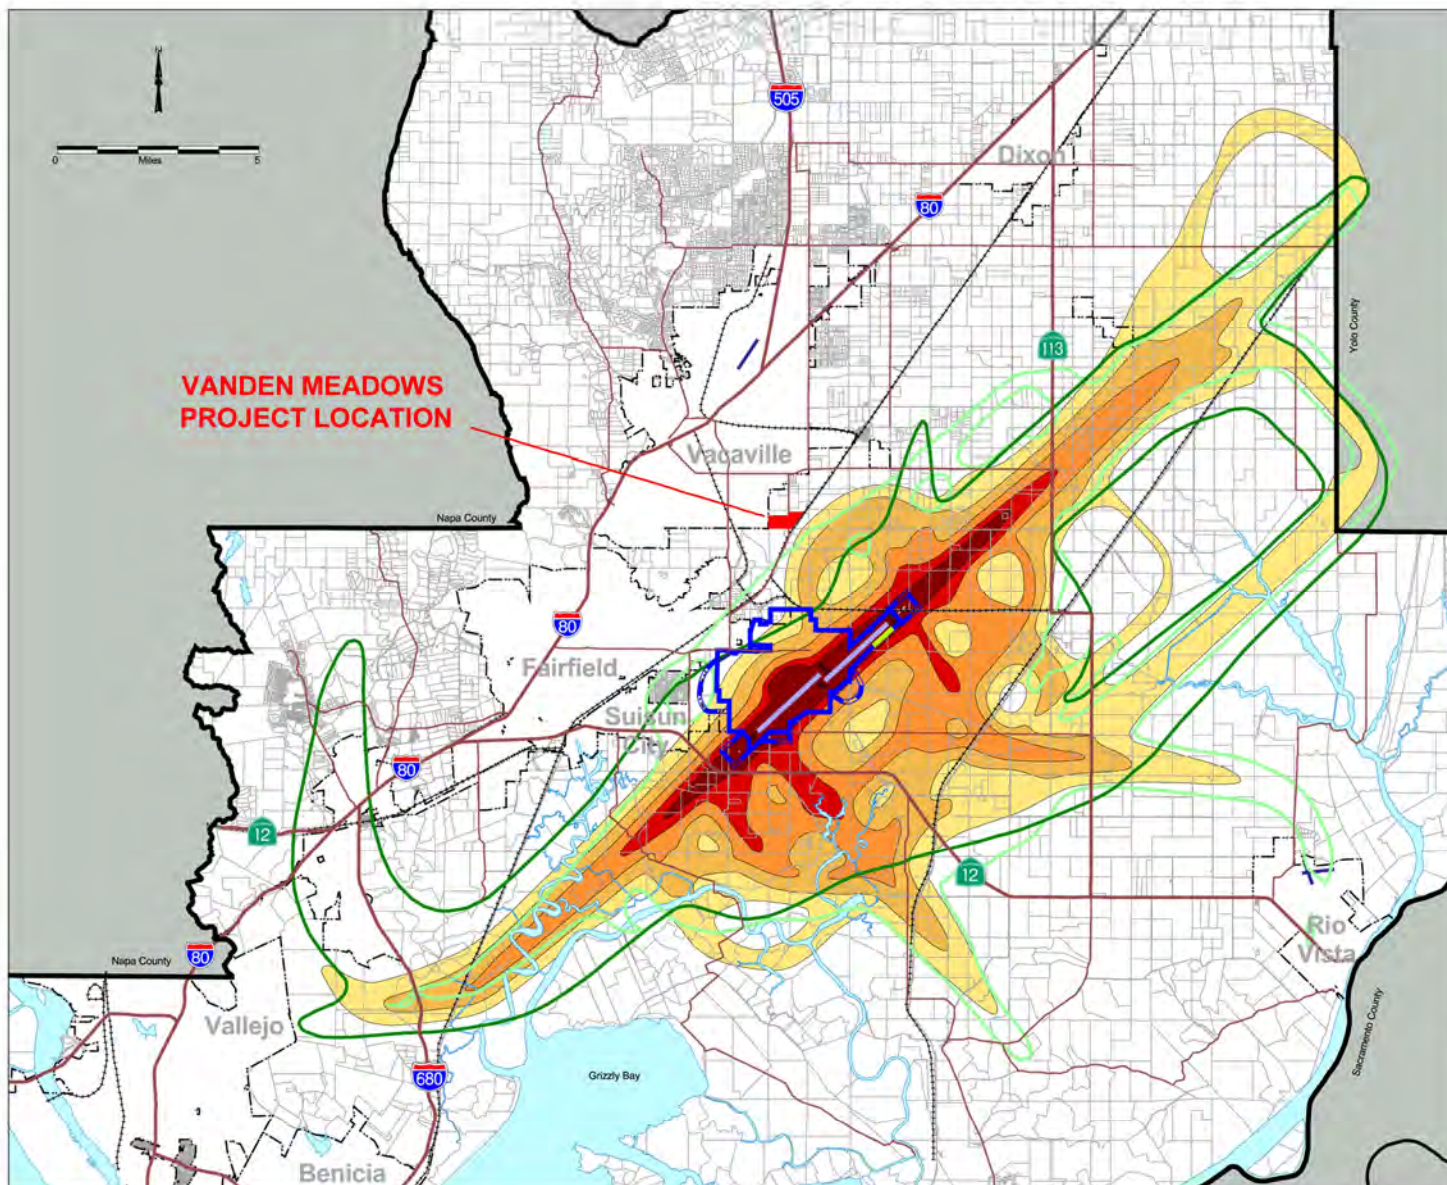 N
0
Miles
5
505
Dixon
80
Yolo County
113
VANDEN MEADOWS
PROJECT LOCATION
Vacaville
Napa County
80
Fairfield
Suisun
City
80
12
12
Rio
Vista
Napa County
80
Vallejo
680
Grizzly Bay
Sacramento County
Benicia